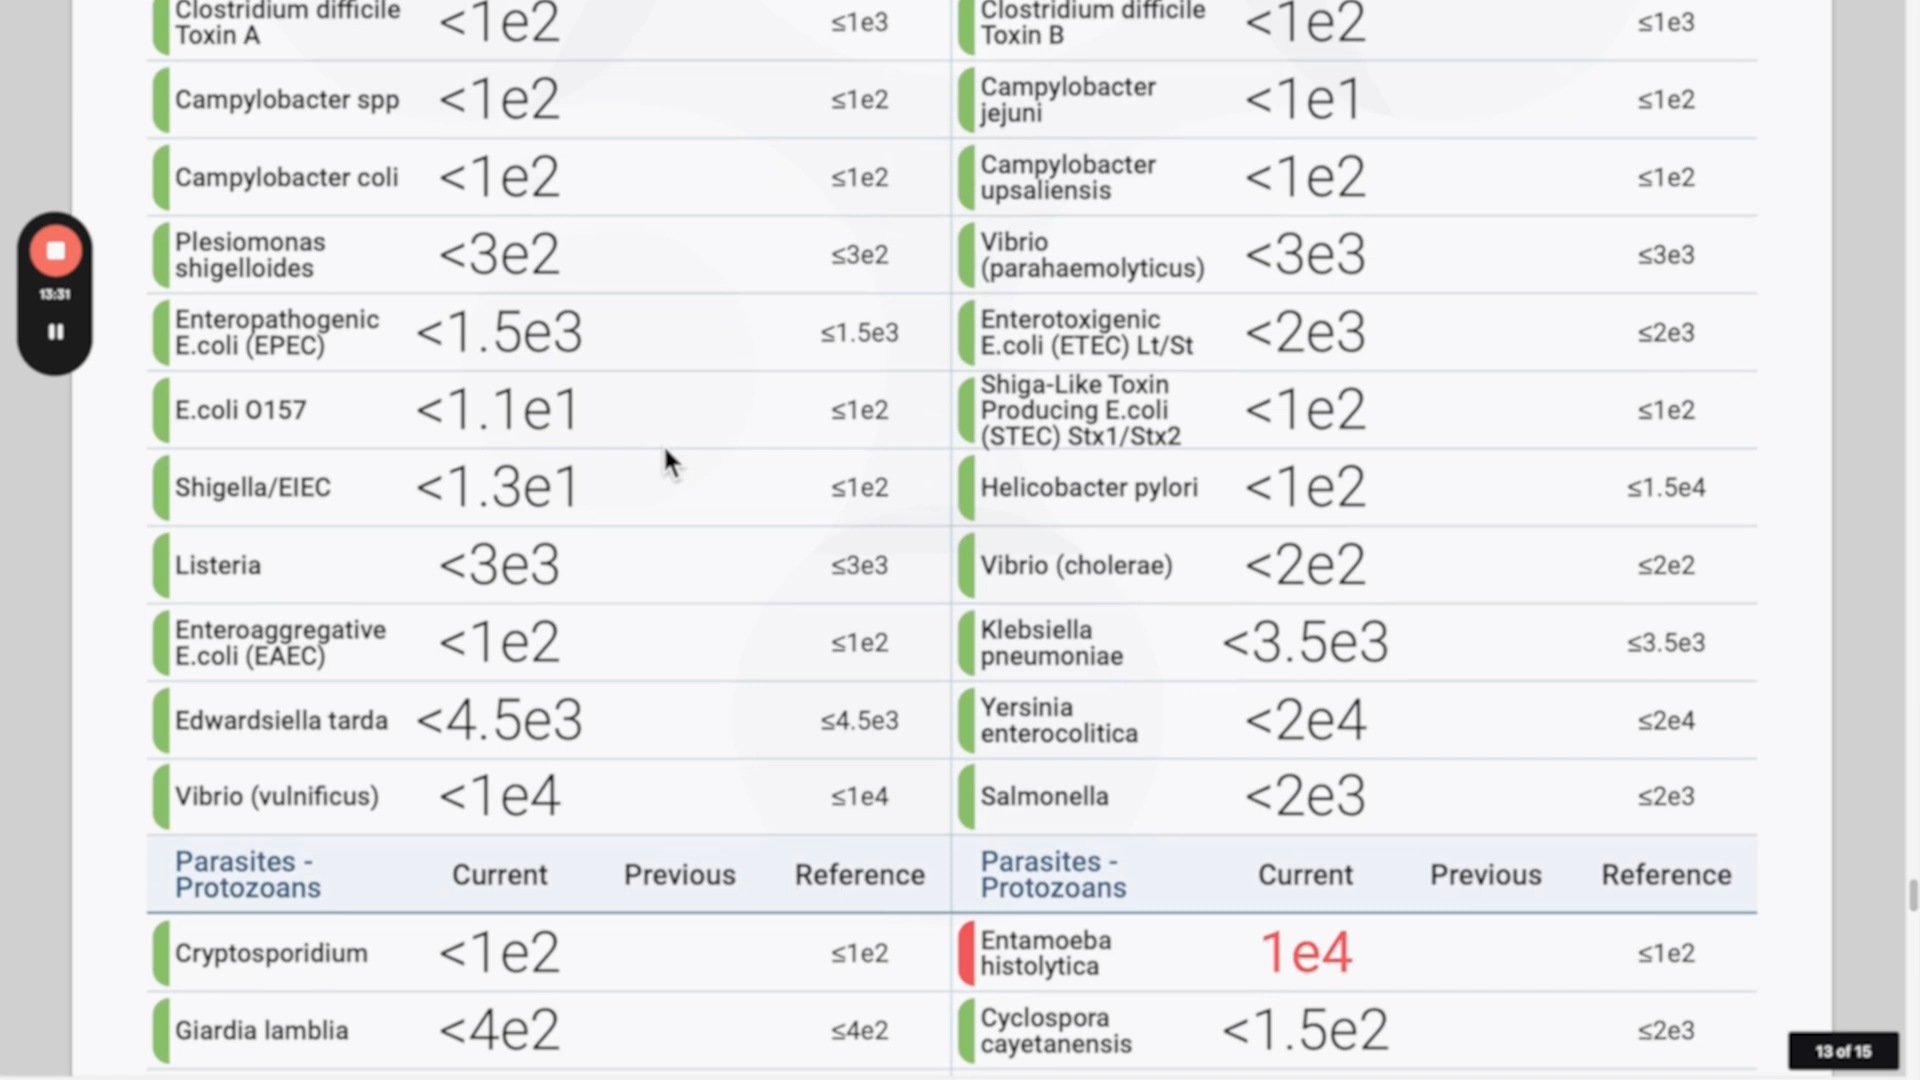 Clostridium difficile Toxin A <1e2 ≤1e3 Clostridium difficile Toxin B <1e2 ≤1e3
Campylobacter spp <1e2 ≤1e2 Campylobacter jejuni <1e1 ≤1e2
Campylobacter coli <1e2 ≤1e2 Campylobacter upsaliensis <1e2 ≤1e2
Plesiomonas shigelloides <3e2 ≤3e2 Vibrio (parahaemolyticus) <3e3 ≤3e3
Enteropathogenic E.coli (EPEC) <1.5e3 ≤1.5e3 Enterotoxigenic E.coli (ETEC) Lt/St <2e3 ≤2e3
E.coli O157 <1.1e1 ≤1e2 Shiga-Like Toxin Producing E.coli (STEC) Stx1/Stx2 <1e2 ≤1e2
Shigella/EIEC <1.3e1 ≤1e2 Helicobacter pylori <1e2 ≤1.5e4
Listeria <3e3 ≤3e3 Vibrio (cholerae) <2e2 ≤2e2
Enteroaggregative E.coli (EAEC) <1e2 ≤1e2 Klebsiella pneumoniae <3.5e3 ≤3.5e3
Edwardsiella tarda <4.5e3 ≤4.5e3 Yersinia enterocolitica <2e4 ≤2e4
Vibrio (vulnificus) <1e4 ≤1e4 Salmonella <2e3 ≤2e3
Parasites - Protozoans Current Previous Reference Parasites - Protozoans Current Previous Reference
Cryptosporidium <1e2 ≤1e2 Entamoeba histolytica 1e4 ≤1e2
Giardia lamblia <4e2 ≤4e2 Cyclospora cayetanensis <1.5e2 ≤2e3
13:31
13 of 15